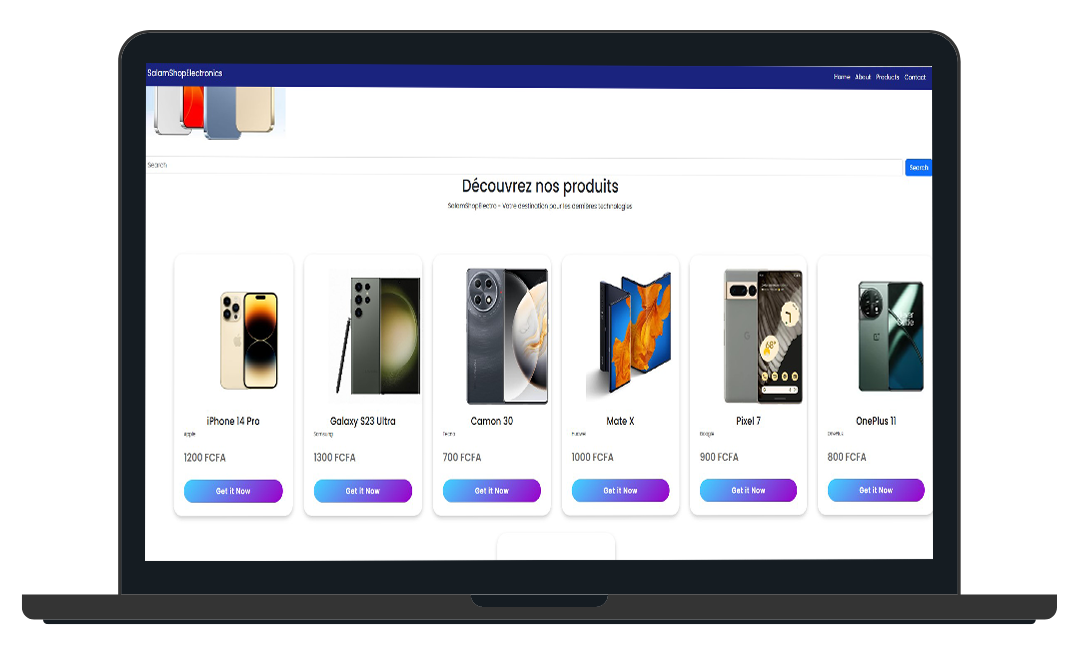 SalamShopElectronics
Home About Products Contact
Search
Search
Découvrez nos produits
SalamShopElectro - Votre destination pour les dernières technologies
iPhone 14 Pro
Apple
1200 FCFA
Get it Now
Galaxy S23 Ultra
Samsung
1300 FCFA
Get it Now
Camon 30
Tecno
700 FCFA
Get it Now
Mate X
Huawei
1000 FCFA
Get it Now
Pixel 7
Google
900 FCFA
Get it Now
OnePlus 11
OnePlus
800 FCFA
Get it Now